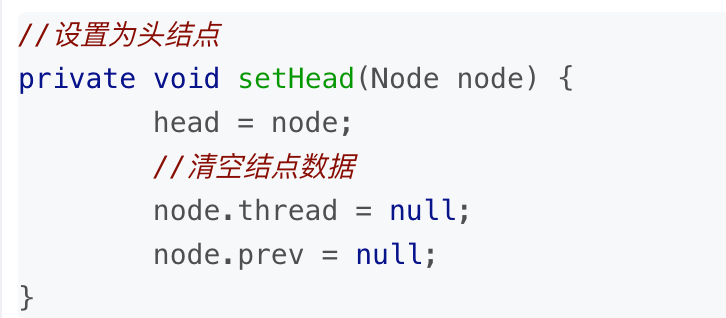 //设置为头结点
private void setHead(Node node) {
        head = node;
        //清空结点数据
        node.thread = null;
        node.prev = null;
}